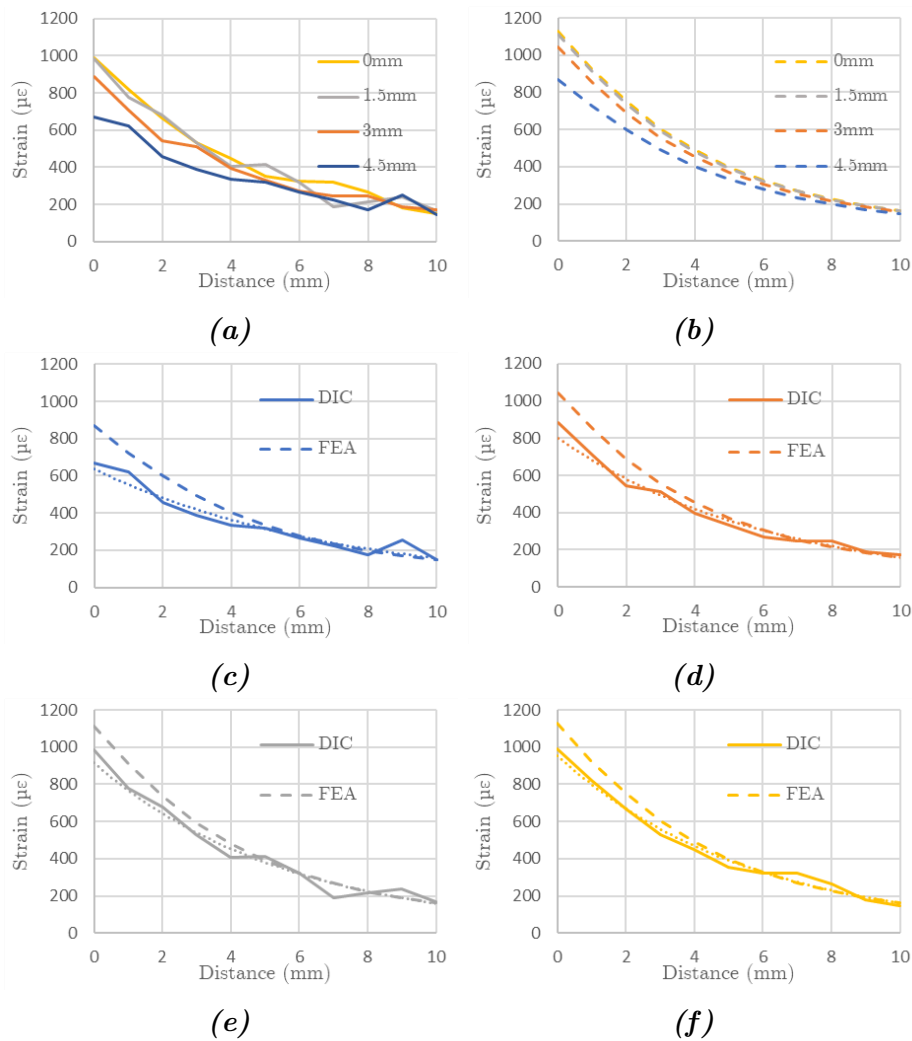 1200
1000
800
600
400
200
0
Strain (µε)
0mm
1.5mm
3mm
4.5mm
0 2 4 6 8 10
Distance (mm)
(a)
1200
1000
800
600
400
200
0
Strain (µε)
0mm
1.5mm
3mm
4.5mm
0 2 4 6 8 10
Distance (mm)
(b)
1200
1000
800
600
400
200
0
Strain (µε)
DIC
FEA
0 2 4 6 8 10
Distance (mm)
(c)
1200
1000
800
600
400
200
0
Strain (µε)
DIC
FEA
0 2 4 6 8 10
Distance (mm)
(d)
1200
1000
800
600
400
200
0
Strain (µε)
DIC
FEA
0 2 4 6 8 10
Distance (mm)
(e)
1200
1000
800
600
400
200
0
Strain (µε)
DIC
FEA
0 2 4 6 8 10
Distance (mm)
(f)